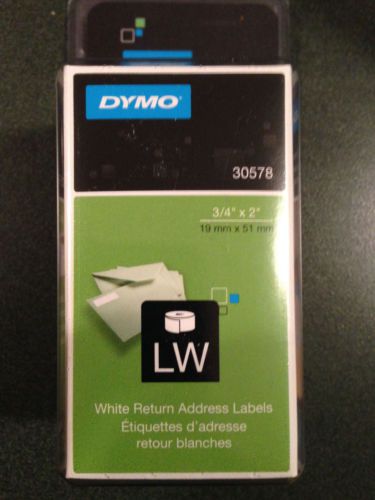 DYMO
30578
3/4" x 2"
19 mm x 51 mm
LW
White Return Address Labels
Étiquettes d'adresse
retour blanches